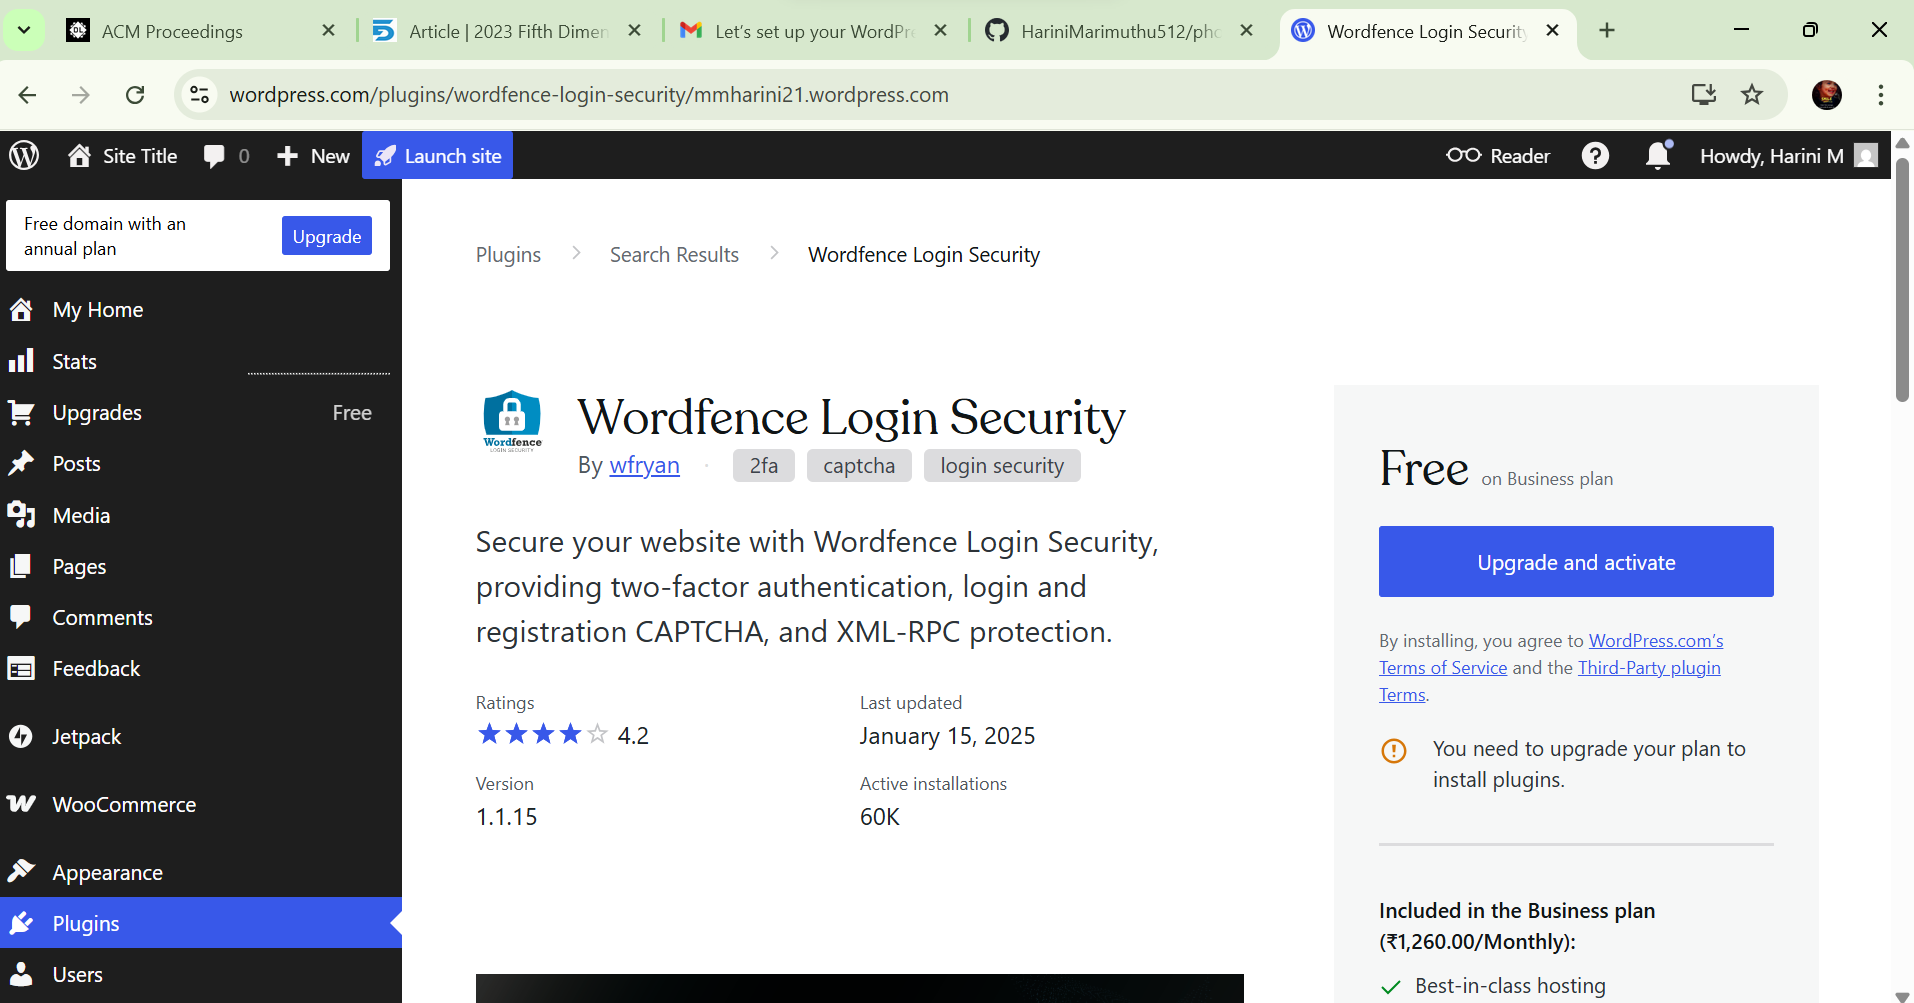 ACM Proceedings
Article | 2023 Fifth Dimen
Let's set up your WordPre
HariniMarimuthu512/pho
Wordfence Login Security
wordpress.com/plugins/wordfence-login-security/mmharini21.wordpress.com
Site Title
0
New
Launch site
Reader
Howdy, Harini M
Free domain with an
annual plan
Upgrade
My Home
Stats
Upgrades
Free
Posts
Media
Pages
Comments
Feedback
Jetpack
WooCommerce
Appearance
Plugins
Users
Plugins
Search Results
Wordfence Login Security
Wordfence
LOGIN SECURITY
Wordfence Login Security
By wfryan · 2fa captcha login security
Secure your website with Wordfence Login Security,
providing two-factor authentication, login and
registration CAPTCHA, and XML-RPC protection.
Ratings
4.2
Last updated
January 15, 2025
Version
1.1.15
Active installations
60K
Free on Business plan
Upgrade and activate
By installing, you agree to WordPress.com's
Terms of Service and the Third-Party plugin
Terms.
You need to upgrade your plan to
install plugins.
Included in the Business plan
(₹1,260.00/Monthly):
Best-in-class hosting